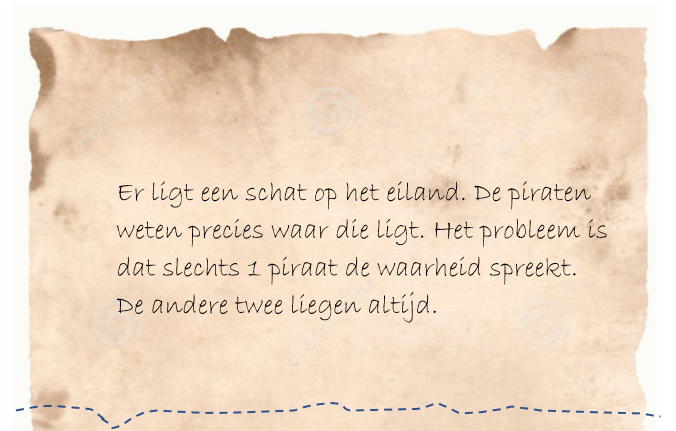 Er ligt een schat op het eiland. De piraten
weten precies waar die ligt. Het probleem is
dat slechts 1 piraat de waarheid spreekt.
De andere twee liegen altijd.